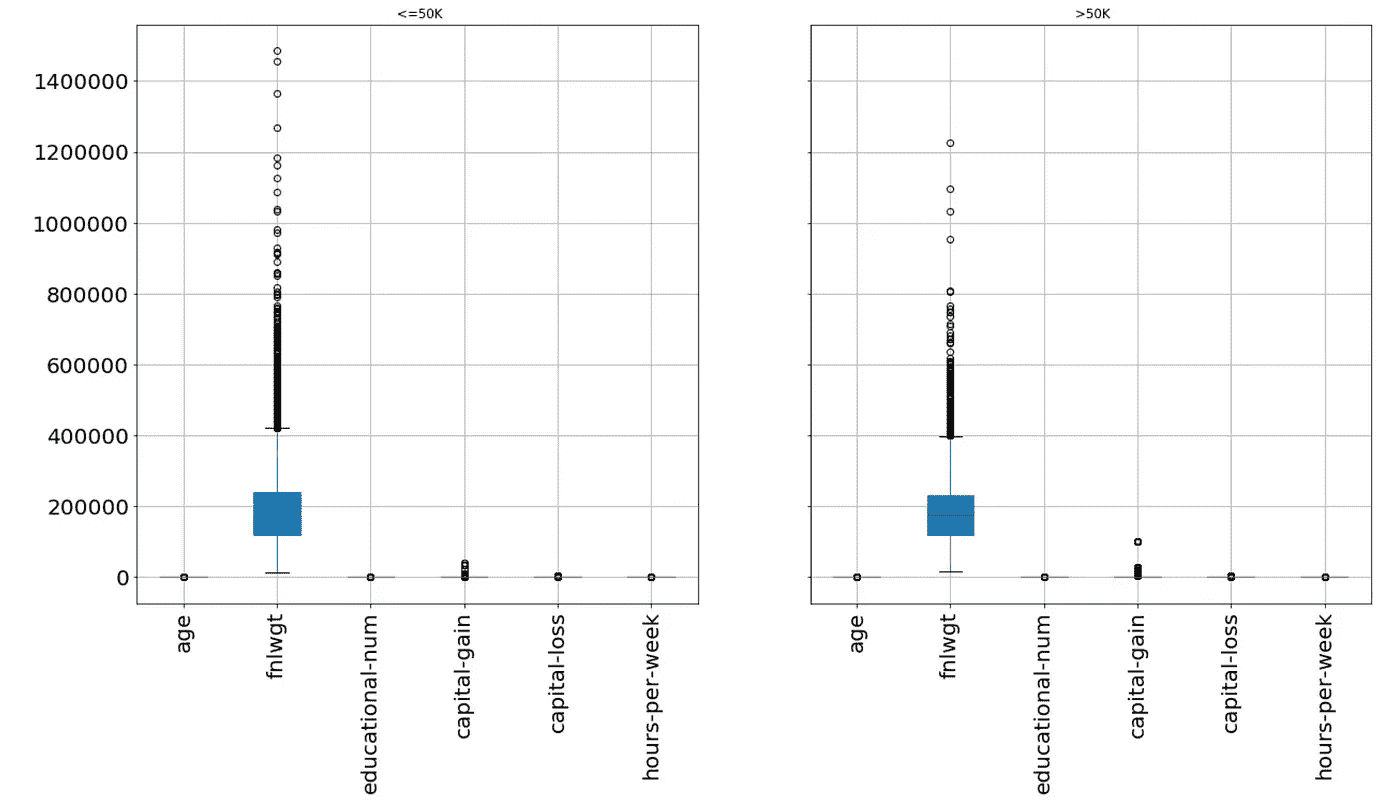 <=50K
>50K
1400000
1200000
1000000
800000
600000
400000
200000
0
age
fnlwgt
educational-num
capital-gain
capital-loss
hours-per-week
age
fnlwgt
educational-num
capital-gain
capital-loss
hours-per-week